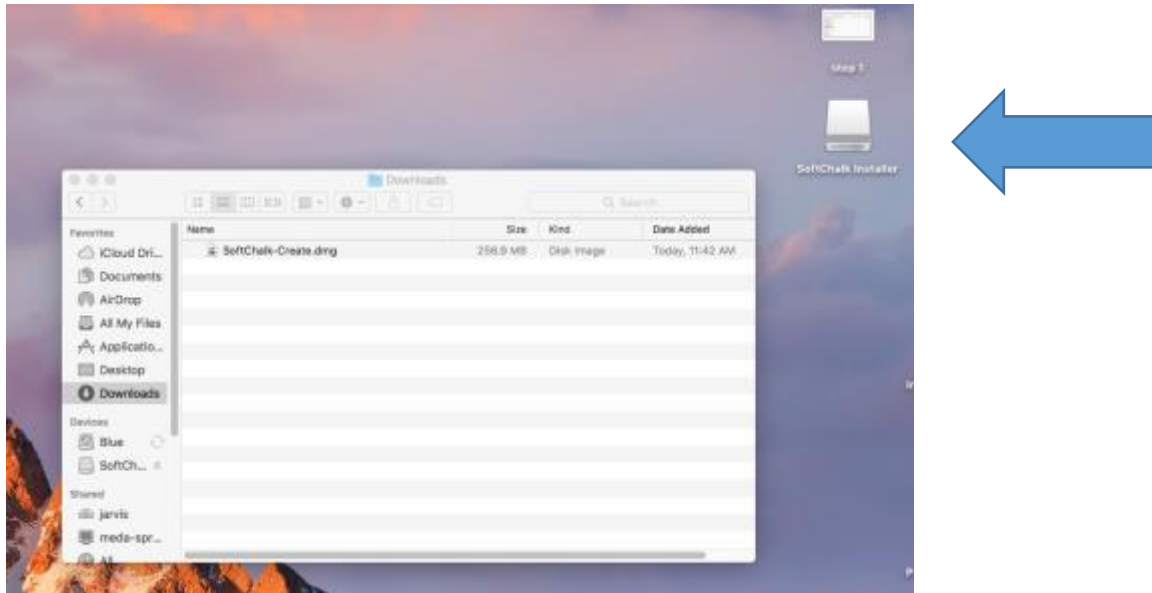 Step 1
SoftChalk Installer
Downloads
Search
Favorites
iCloud Dri...
Documents
AirDrop
All My Files
Applicatio...
Desktop
Downloads
Devices
Blue
SoftCh...
Shared
jarvis
meda-spr...
All
Name Size Kind Date Added
SoftChalk-Create.dmg 256.9 MB Disk Image Today, 11:42 AM